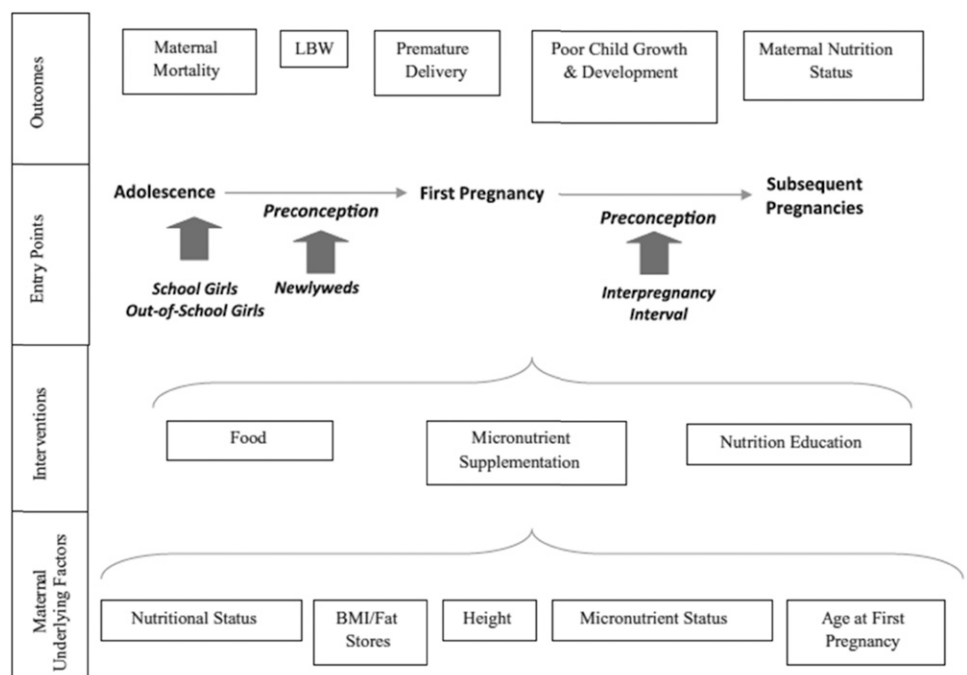 Outcomes
Maternal
Mortality
LBW
Premature
Delivery
Poor Child Growth
& Development
Maternal Nutrition
Status
Entry Points
Adolescence
Preconception
First Pregnancy
Preconception
Subsequent
Pregnancies
School Girls
Out-of-School Girls
Newlyweds
Interpregnancy
Interval
Interventions
Food
Micronutrient
Supplementation
Nutrition Education
Maternal
Underlying Factors
Nutritional Status
BMI/Fat
Stores
Height
Micronutrient Status
Age at First
Pregnancy